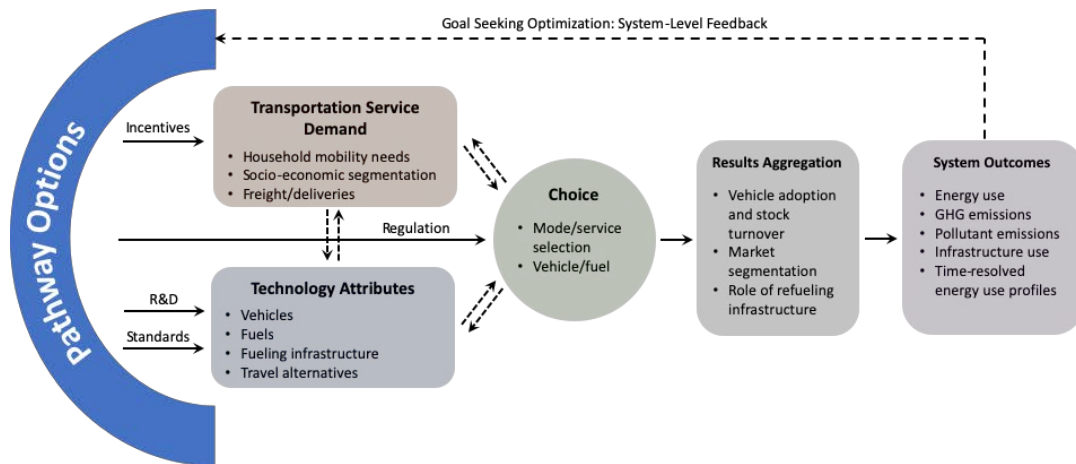 Goal Seeking Optimization: System-Level Feedback
Pathway Options
Incentives
Transportation Service
Demand
• Household mobility needs
• Socio-economic segmentation
• Freight/deliveries
Regulation
R&D
Standards
Technology Attributes
• Vehicles
• Fuels
• Fueling infrastructure
• Travel alternatives
Choice
• Mode/service
selection
• Vehicle/fuel
Results Aggregation
• Vehicle adoption
and stock
turnover
• Market
segmentation
• Role of refueling
infrastructure
System Outcomes
• Energy use
• GHG emissions
• Pollutant emissions
• Infrastructure use
• Time-resolved
energy use profiles